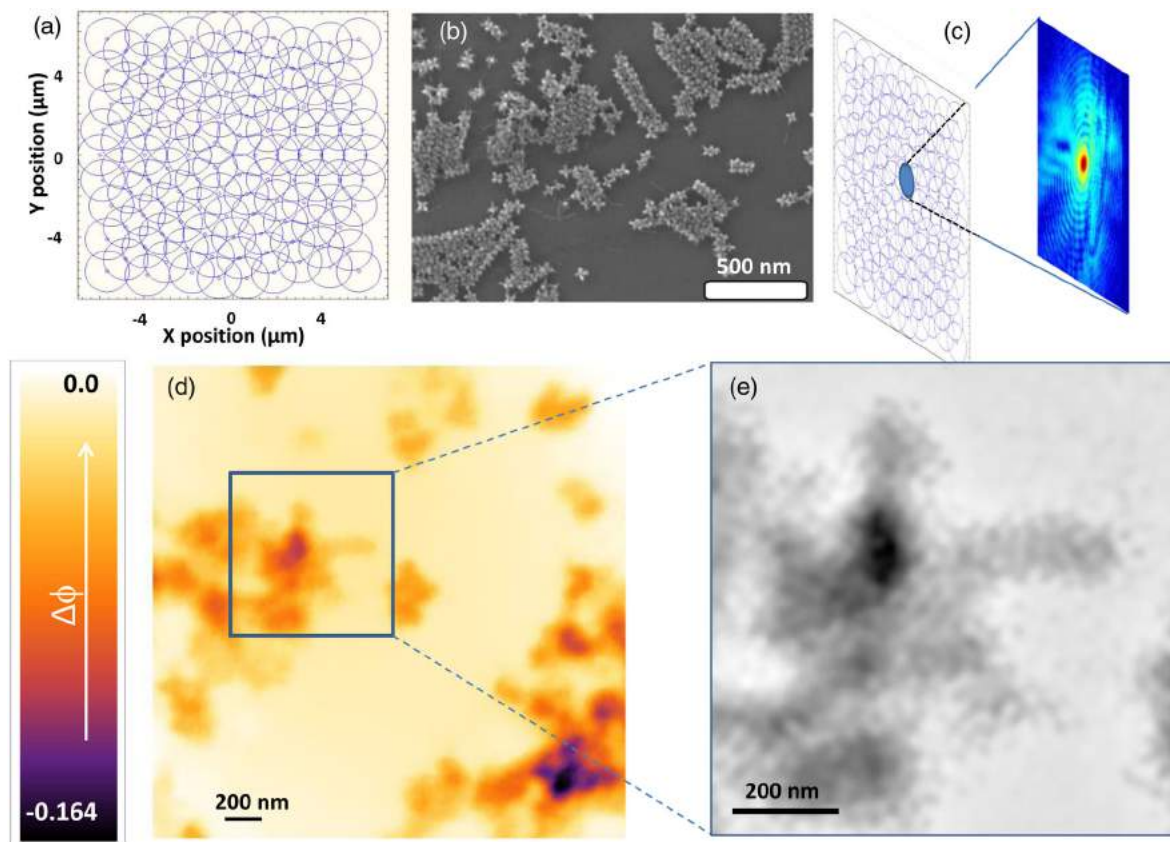 (a)
Y position (μm)
4
0
-4
-4
0
4
X position (μm)
(b)
500 nm
(c)
0.0
Δϕ
-0.164
(d)
200 nm
(e)
200 nm